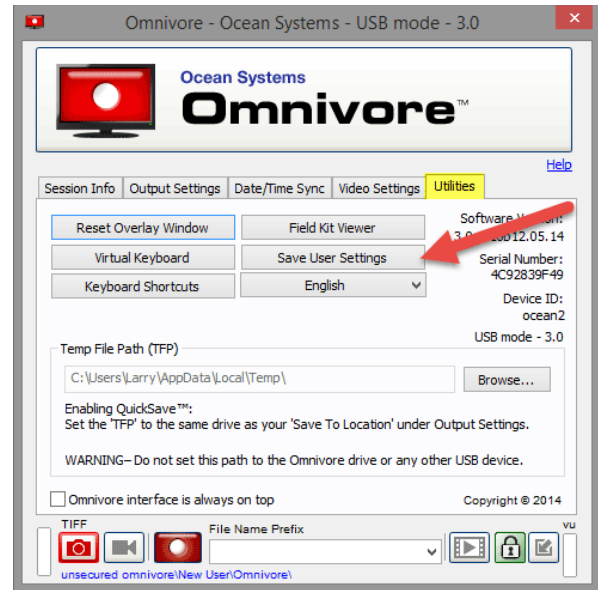 Omnivore - Ocean Systems - USB mode - 3.0
Ocean Systems
Omnivore™
Help
Session Info Output Settings Date/Time Sync Video Settings Utilities
Reset Overlay Window Field Kit Viewer
Virtual Keyboard Save User Settings
Keyboard Shortcuts English
Software
12.05.14
Serial Number:
4C92839F49
Device ID:
ocean2
USB mode - 3.0
Temp File Path (TFP)
C:\Users\Larry\AppData\Local\Temp\ Browse...
Enabling QuickSave™:
Set the 'TFP' to the same drive as your 'Save To Location' under Output Settings.
WARNING– Do not set this path to the Omnivore drive or any other USB device.
Omnivore interface is always on top Copyright © 2014
TIFF File Name Prefix vu
unsecured omnivore\New User\Omnivore\